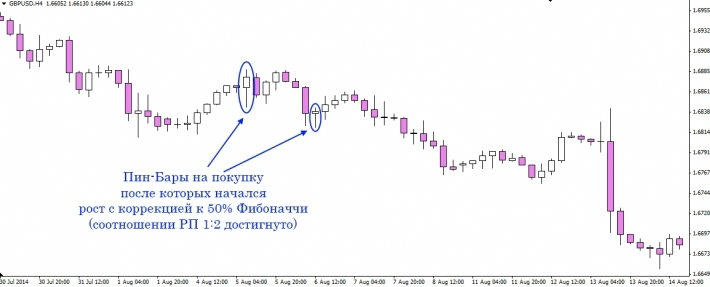 GBPUSD,H4 1.66052 1.66130 1.66044 1.66123
1.6955
1.6932
1.6908
1.6885
1.6861
1.6838
1.6814
1.6791
1.6767
1.6744
1.6720
1.6697
1.6673
1.6649
Пин-Бары на покупку
после которых начался
рост с коррекцией к 50% Фибоначчи
(соотношении РП 1:2 достигнуто)
30 Jul 2014 30 Jul 20:00 31 Jul 12:00 1 Aug 04:00 1 Aug 20:00 4 Aug 12:00 5 Aug 04:00 5 Aug 20:00 6 Aug 12:00 7 Aug 04:00 7 Aug 20:00 8 Aug 12:00 11 Aug 04:00 11 Aug 20:00 12 Aug 12:00 13 Aug 04:00 13 Aug 20:00 14 Aug 12:00